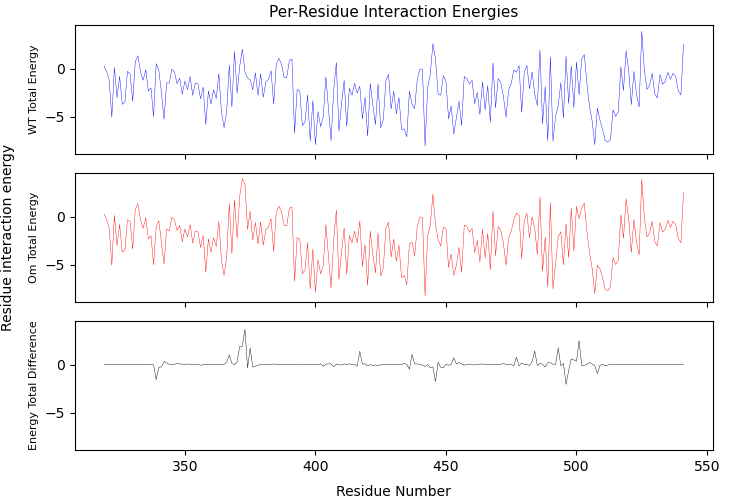 Per-Residue Interaction Energies
Residue interaction energy
WT Total Energy
0
−5
Om Total Energy
0
−5
Energy Total Difference
0
−5
350
400
450
500
550
Residue Number